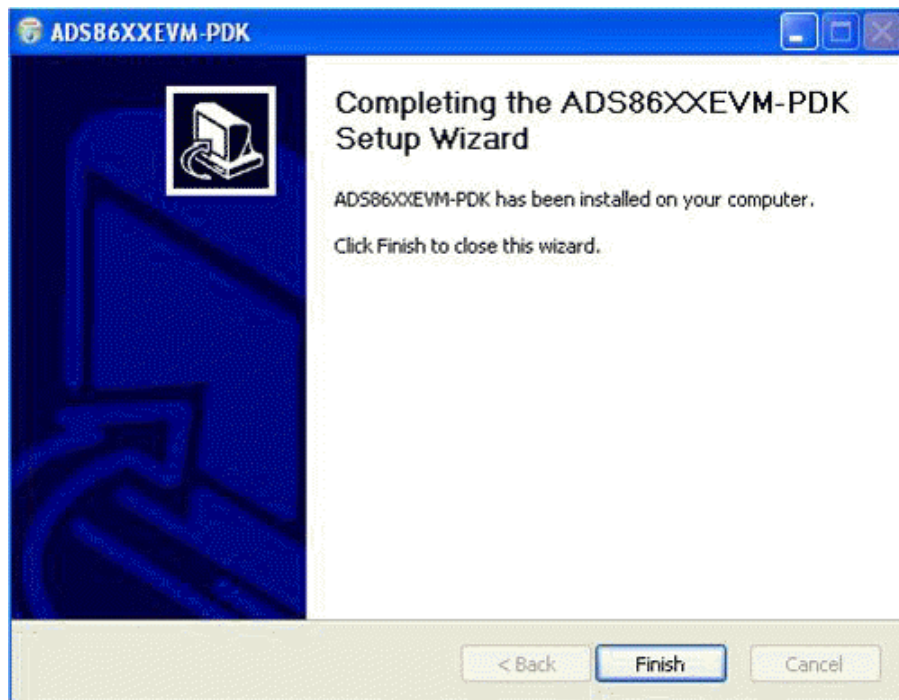 ADS86XXEVM-PDK
Completing the ADS86XXEVM-PDK
Setup Wizard
ADS86XXEVM-PDK has been installed on your computer.
Click Finish to close this wizard.
< Back
Finish
Cancel